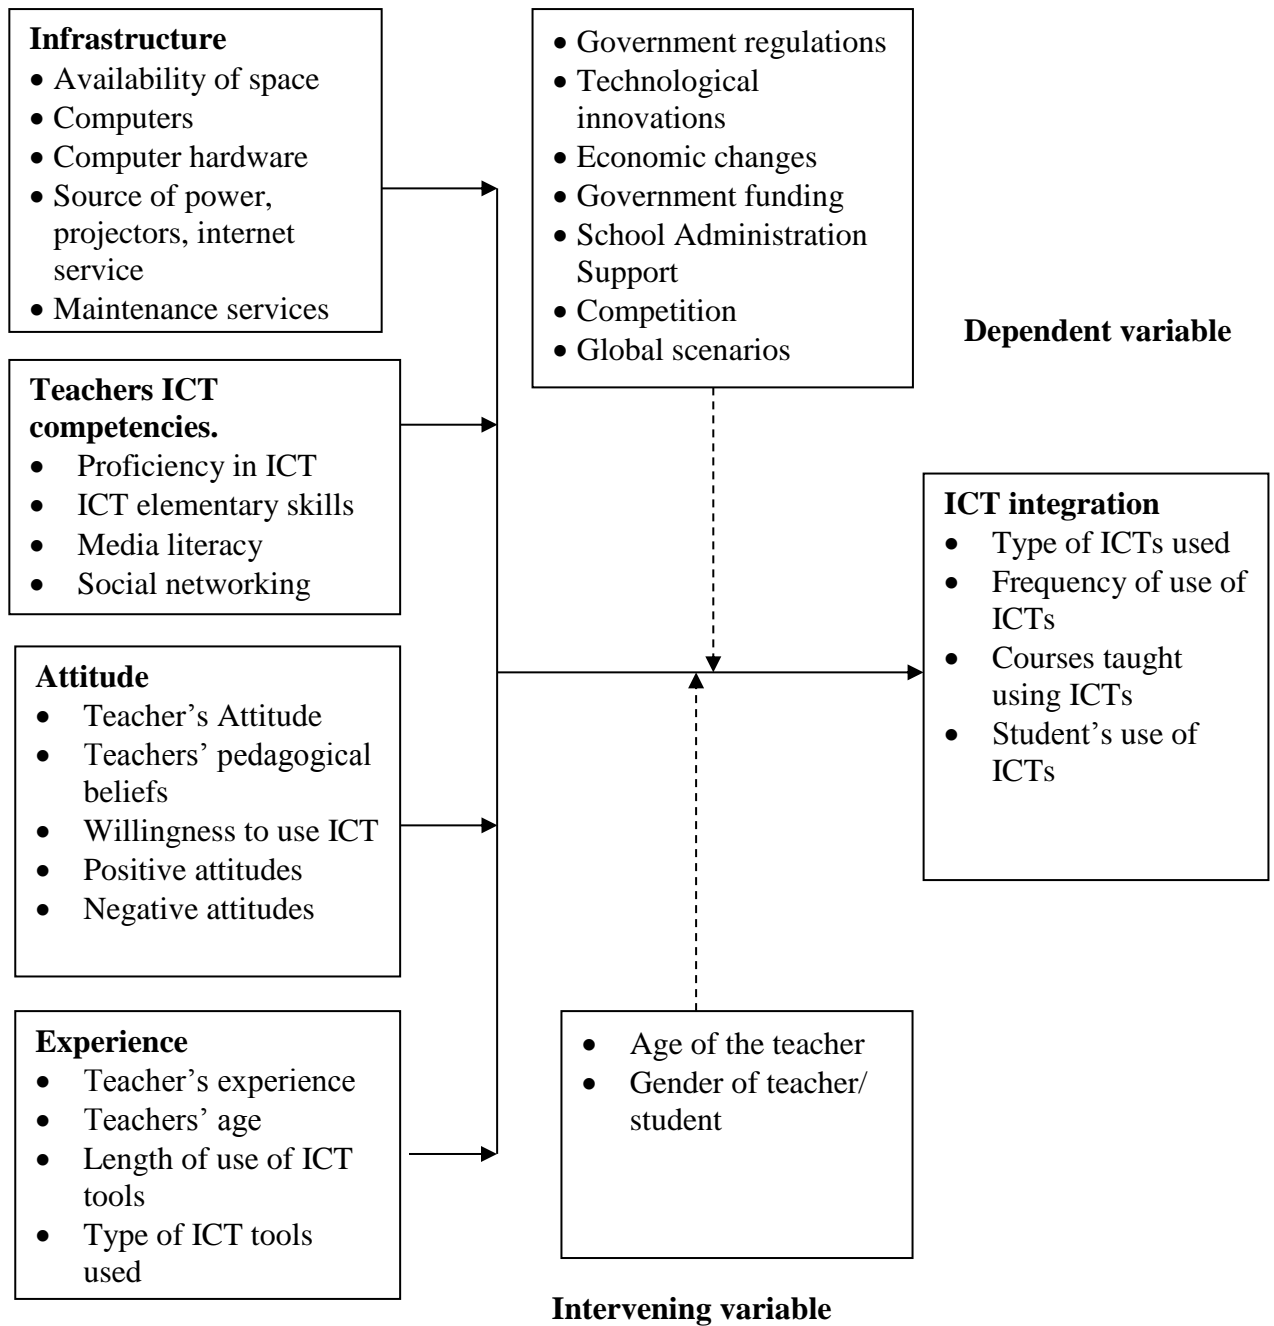 Infrastructure
• Availability of space
• Computers
• Computer hardware
• Source of power,
projectors, internet
service
• Maintenance services
Teachers ICT
competencies.
• Proficiency in ICT
• ICT elementary skills
• Media literacy
• Social networking
Attitude
• Teacher’s Attitude
• Teachers’ pedagogical
beliefs
• Willingness to use ICT
• Positive attitudes
• Negative attitudes
Experience
• Teacher’s experience
• Teachers’ age
• Length of use of ICT
tools
• Type of ICT tools
used
• Government regulations
• Technological
innovations
• Economic changes
• Government funding
• School Administration
Support
• Competition
• Global scenarios
• Age of the teacher
• Gender of teacher/
student
Intervening variable
Dependent variable
ICT integration
• Type of ICTs used
• Frequency of use of
ICTs
• Courses taught
using ICTs
• Student’s use of
ICTs